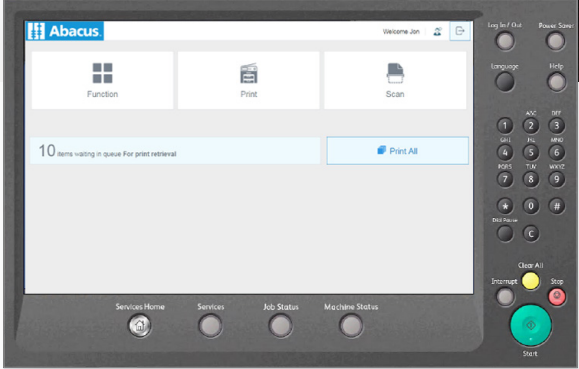 Abacus.
Welcome Jon
Function
Print
Scan
10 items waiting in queue For print retrieval
Print All
Log In / Out
Power Saver
Language
Help
1
ABC
2
DEF
3
GHI
4
JKL
5
MNO
6
PQRS
7
TUV
8
WXYZ
9
*
0
#
Dial Pause
C
Clear All
Interrupt
Stop
Start
Services Home
Services
Job Status
Machine Status